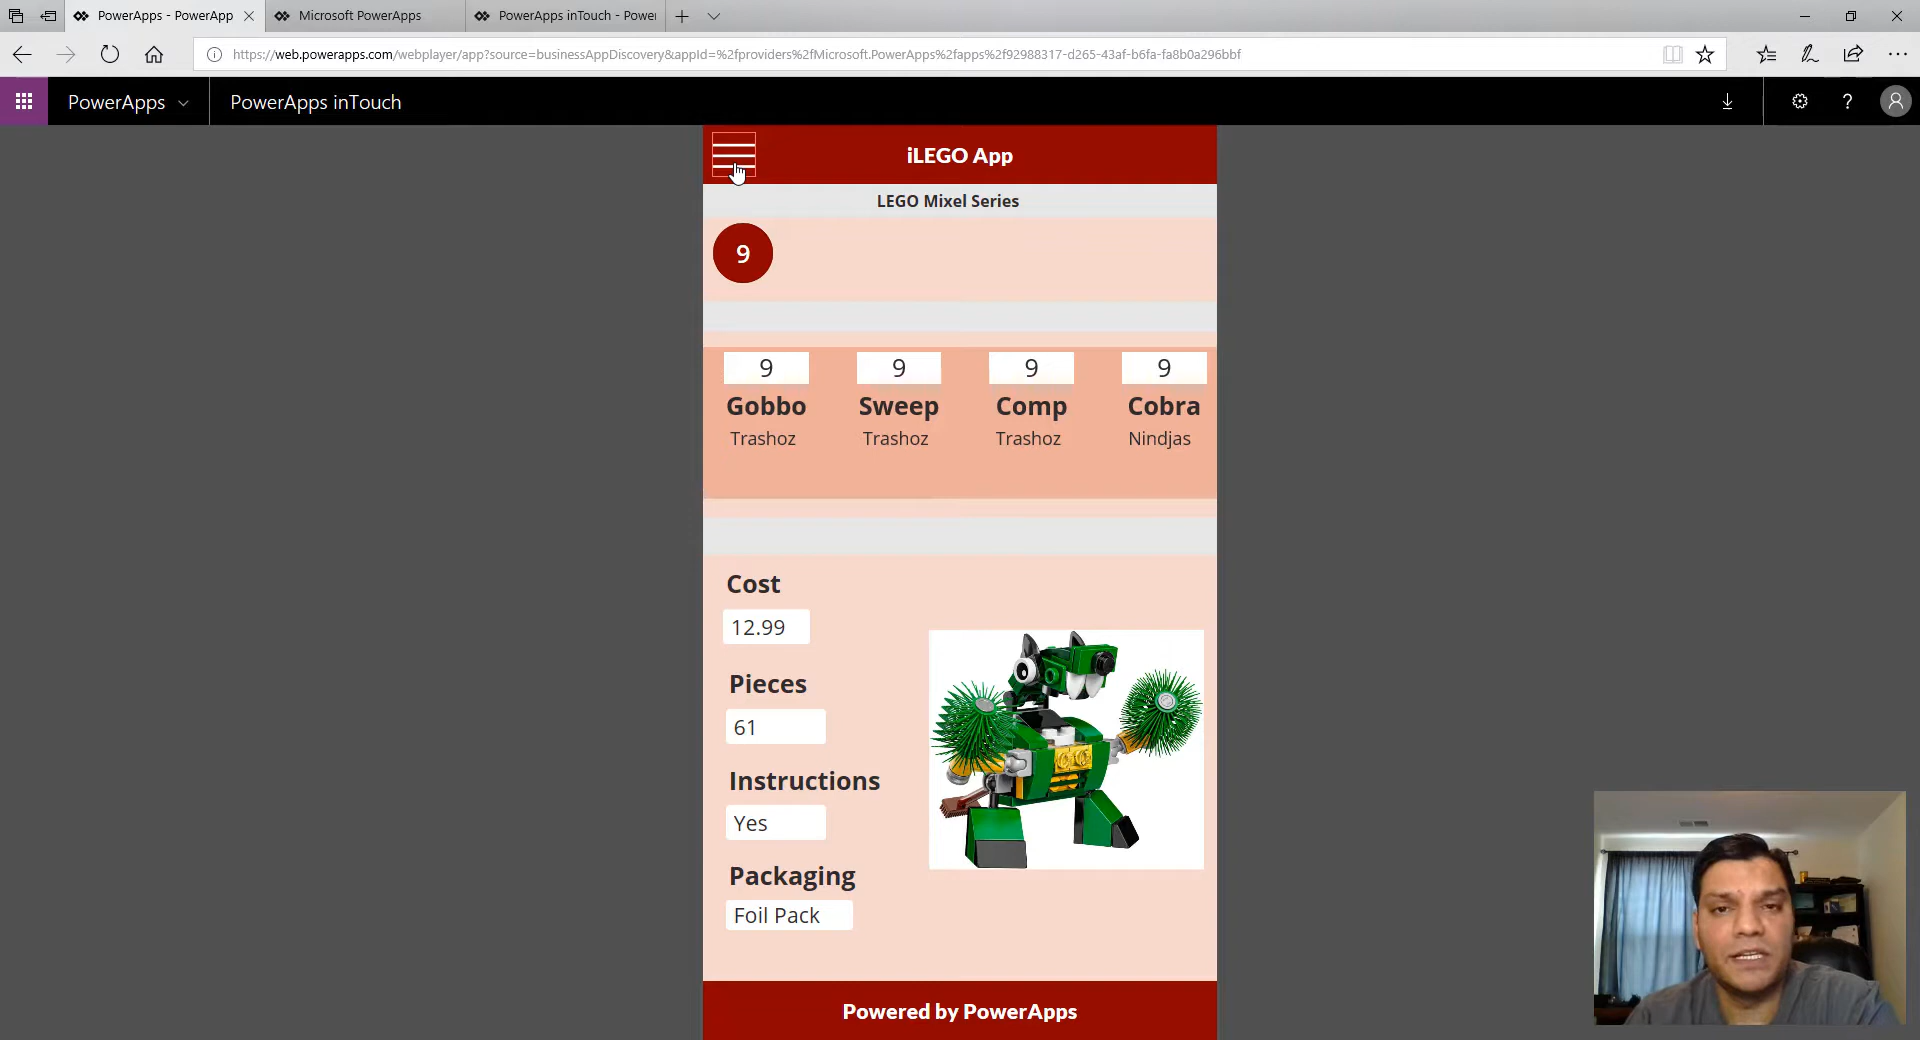 PowerApps - PowerApp
Microsoft PowerApps
PowerApps inTouch - Power
https://web.powerapps.com/webplayer/app?source=businessAppDiscovery&appId=%2fproviders%2fMicrosoft.PowerApps%2fapps%2f92988317-d265-43af-b6fa-fa8b0a296bbf
PowerApps
PowerApps inTouch
?
iLEGO App
LEGO Mixel Series
9
9 9 9 9
Gobbo Sweep Comp Cobra
Trashoz Trashoz Trashoz Nindjas
Cost
12.99
Pieces
61
Instructions
Yes
Packaging
Foil Pack
Powered by PowerApps